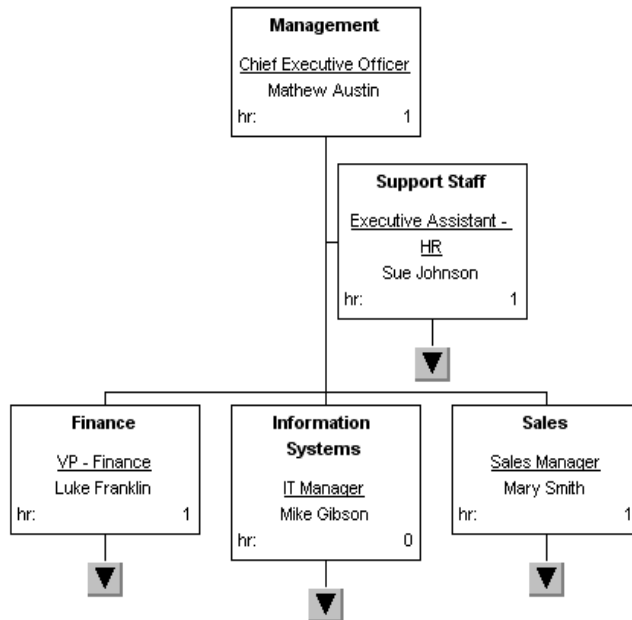 Management
Chief Executive Officer
Mathew Austin
hr: 1
Support Staff
Executive Assistant -
HR
Sue Johnson
hr: 1
Finance
VP - Finance
Luke Franklin
hr: 1
Information
Systems
IT Manager
Mike Gibson
hr: 0
Sales
Sales Manager
Mary Smith
hr: 1